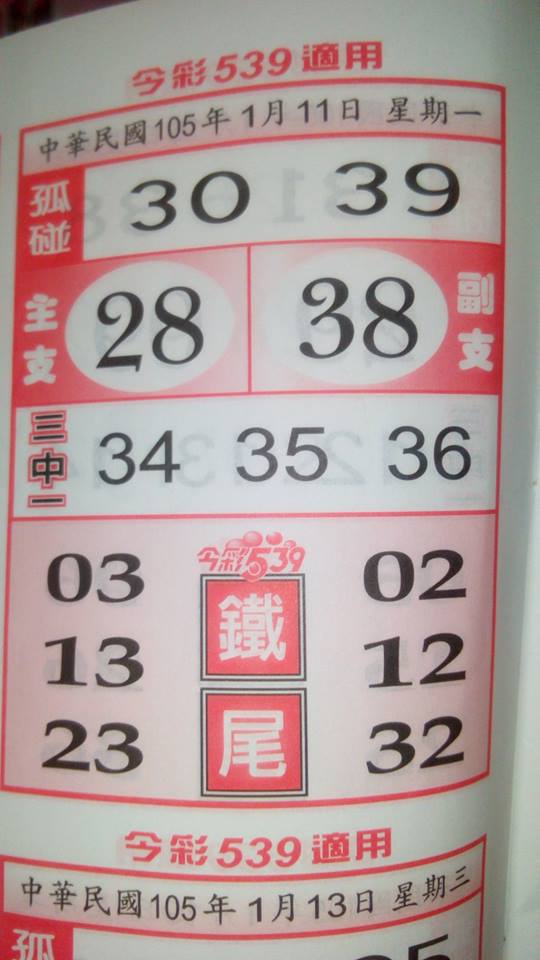 今彩539適用
中華民國105年1月11日 星期一
孤碰 30 39
主支 28 38 副支
三中一 34 35 36
今彩539
03 鐵 02
13 12
23 尾 32
今彩539適用
中華民國105年1月13日 星期三
孤